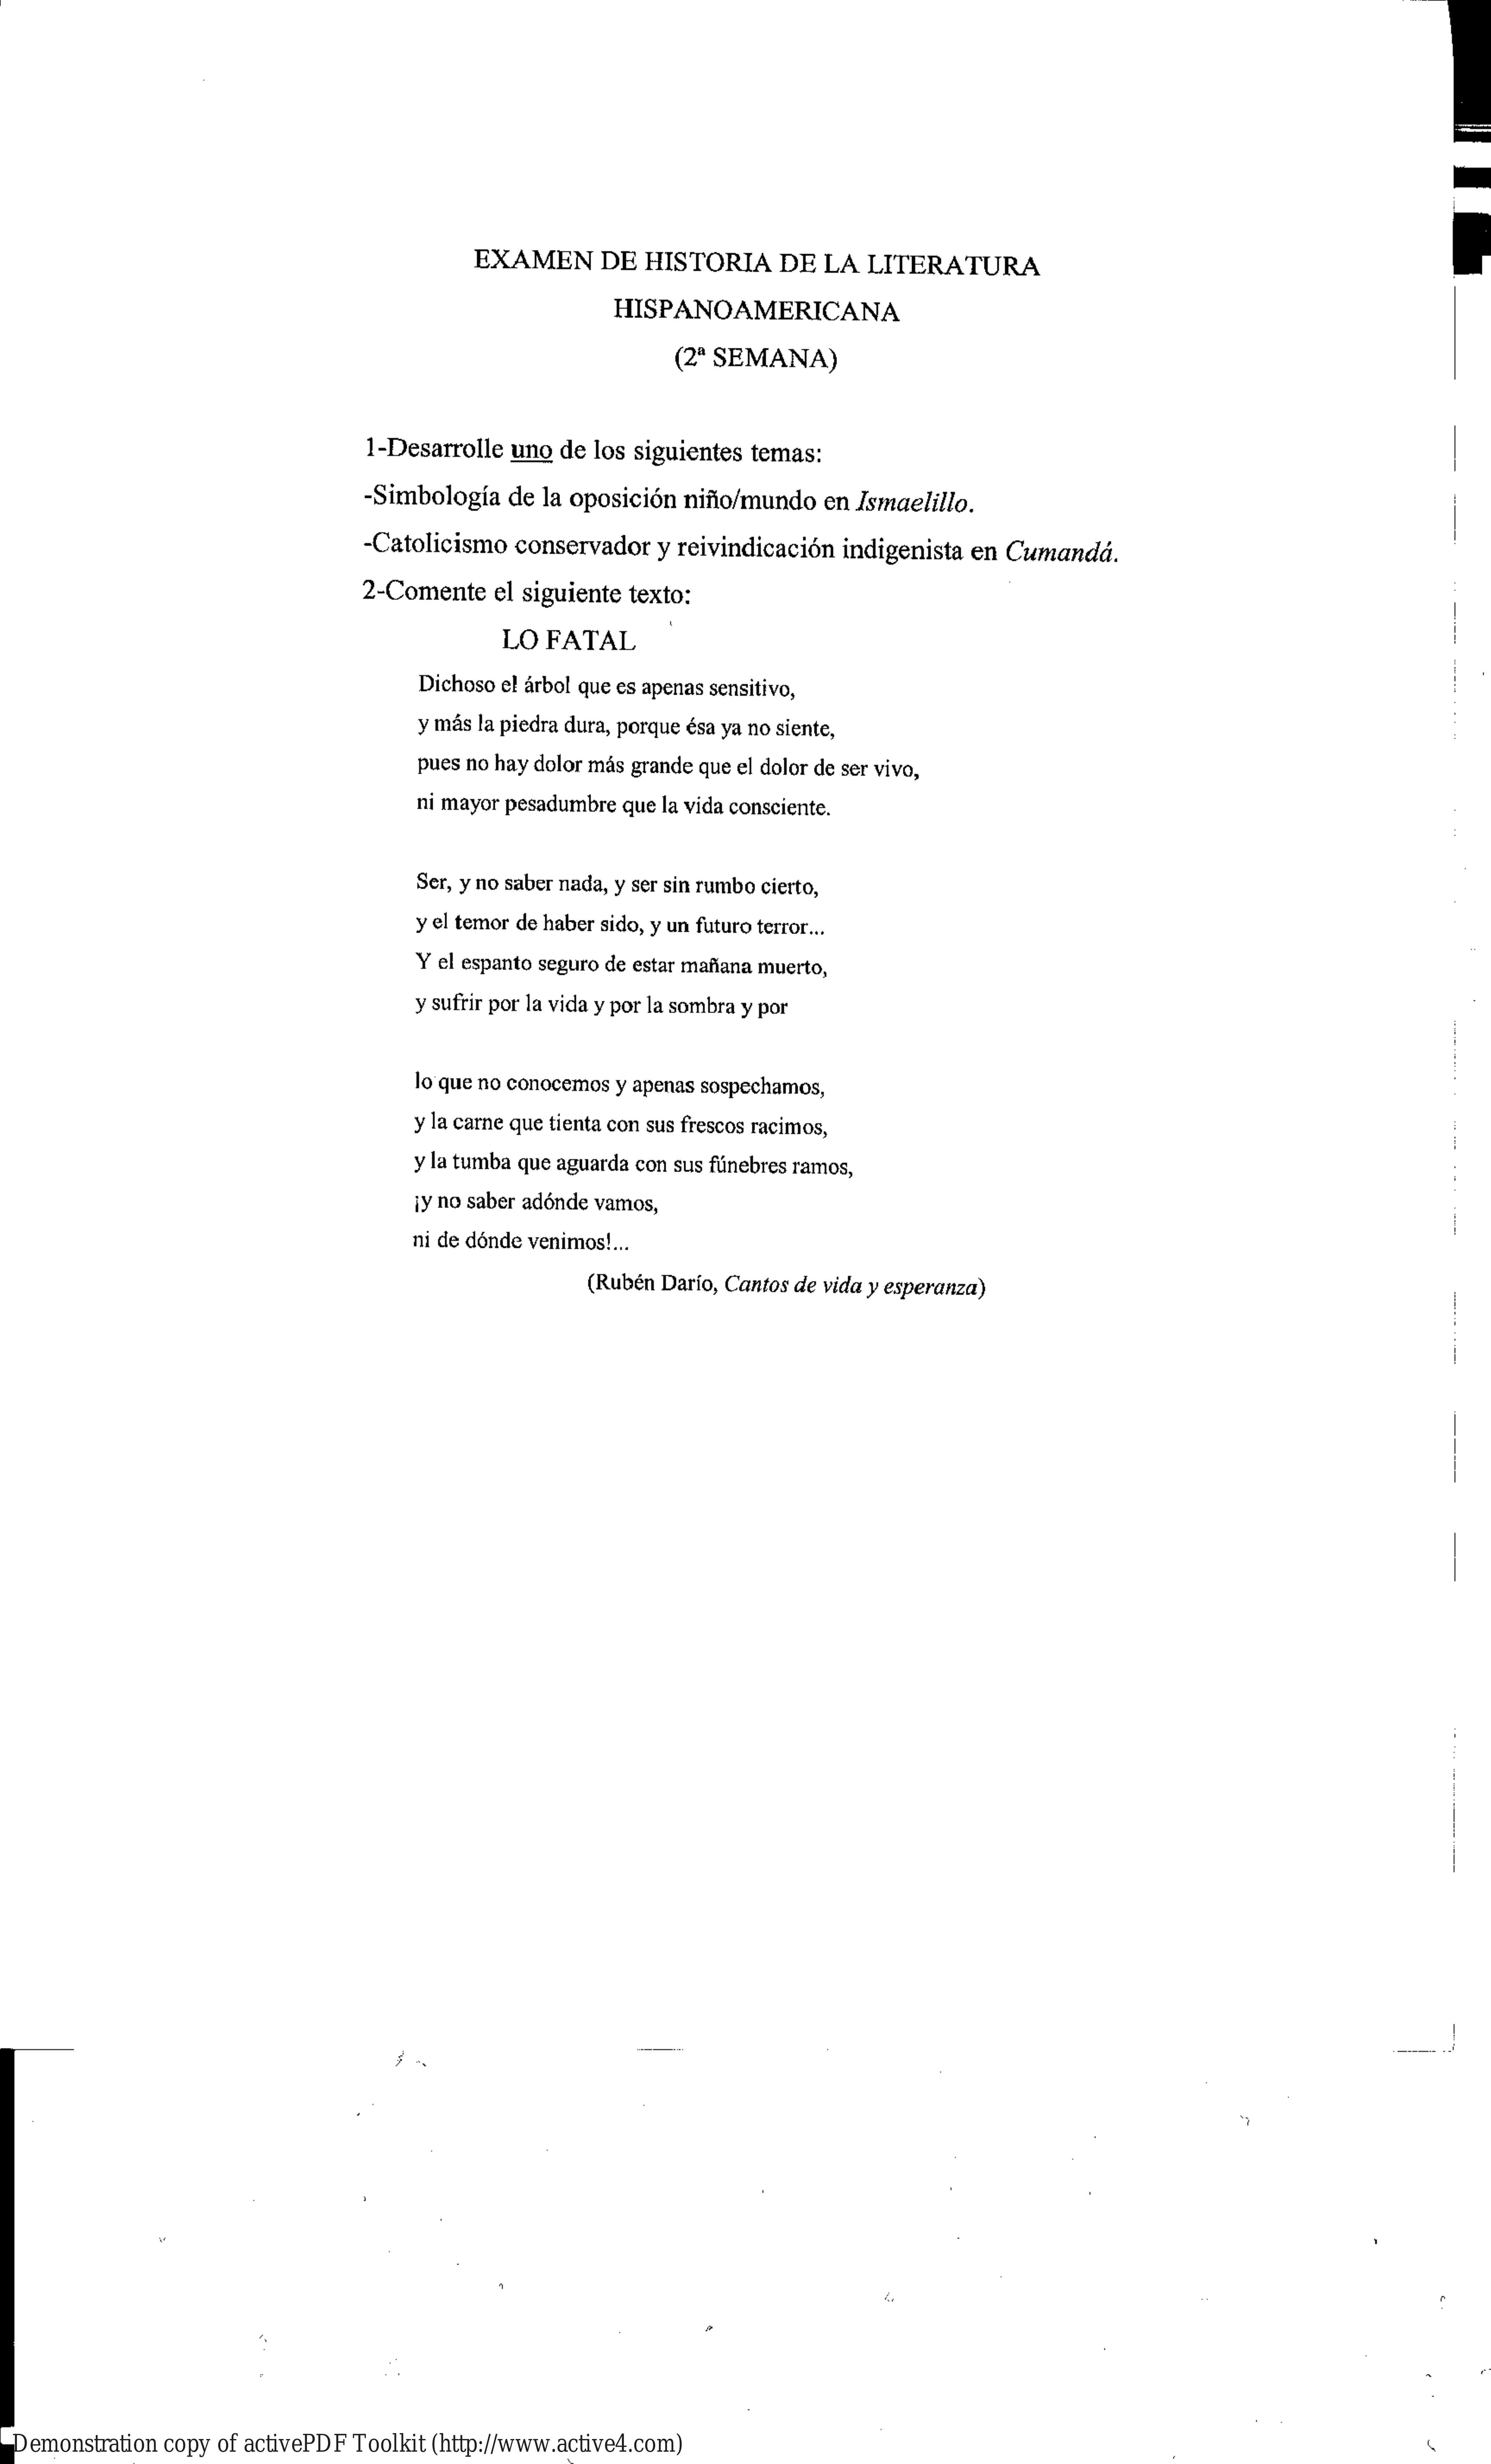 EXAMEN DE HISTORIA DE LA LITERATURA
HISPANOAMERICANA
(2ª SEMANA)
1-Desarrolle uno de los siguientes temas:
-Simbología de la oposición niño/mundo en Ismaelillo.
-Catolicismo conservador y reivindicación indigenista en Cumandá.
2-Comente el siguiente texto:
LO FATAL
Dichoso el árbol que es apenas sensitivo,
y más la piedra dura, porque ésa ya no siente,
pues no hay dolor más grande que el dolor de ser vivo,
ni mayor pesadumbre que la vida consciente.
Ser, y no saber nada, y ser sin rumbo cierto,
y el temor de haber sido, y un futuro terror...
Y el espanto seguro de estar mañana muerto,
y sufrir por la vida y por la sombra y por
lo que no conocemos y apenas sospechamos,
y la carne que tienta con sus frescos racimos,
y la tumba que aguarda con sus fúnebres ramos,
¡y no saber adónde vamos,
ni de dónde venimos!...
(Rubén Darío, Cantos de vida y esperanza)
Demonstration copy of activePDF Toolkit (http://www.active4.com)